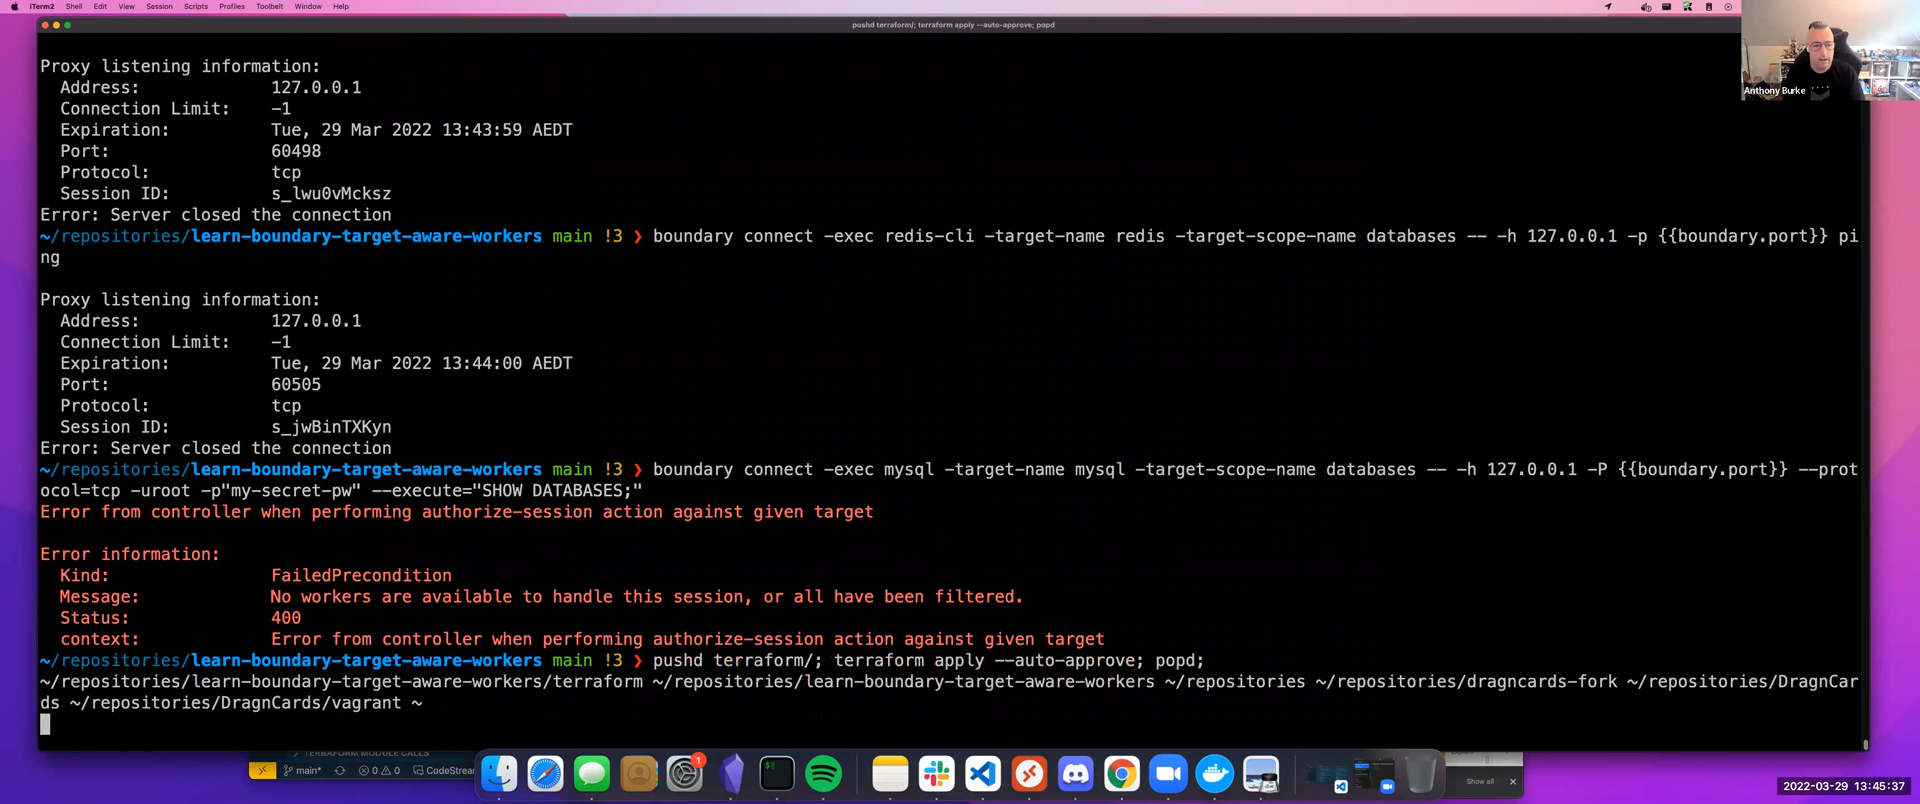 iTerm2 Shell Edit View Session Scripts Profiles Toolbelt Window Help
pushd terraform/; terraform apply --auto-approve; popd
Anthony Burke
Proxy listening information:
Address: 127.0.0.1
Connection Limit: -1
Expiration: Tue, 29 Mar 2022 13:43:59 AEDT
Port: 60498
Protocol: tcp
Session ID: s_lwu0vMcksz
Error: Server closed the connection
~/repositories/learn-boundary-target-aware-workers main !3 ❯ boundary connect -exec redis-cli -target-name redis -target-scope-name databases -- -h 127.0.0.1 -p {{boundary.port}} pi
ng
Proxy listening information:
Address: 127.0.0.1
Connection Limit: -1
Expiration: Tue, 29 Mar 2022 13:44:00 AEDT
Port: 60505
Protocol: tcp
Session ID: s_jwBinTXKyn
Error: Server closed the connection
~/repositories/learn-boundary-target-aware-workers main !3 ❯ boundary connect -exec mysql -target-name mysql -target-scope-name databases -- -h 127.0.0.1 -P {{boundary.port}} --prot
ocol=tcp -uroot -p"my-secret-pw" --execute="SHOW DATABASES;"
Error from controller when performing authorize-session action against given target
Error information:
Kind: FailedPrecondition
Message: No workers are available to handle this session, or all have been filtered.
Status: 400
context: Error from controller when performing authorize-session action against given target
~/repositories/learn-boundary-target-aware-workers main !3 ❯ pushd terraform/; terraform apply --auto-approve; popd;
~/repositories/learn-boundary-target-aware-workers/terraform ~/repositories/learn-boundary-target-aware-workers ~/repositories ~/repositories/dragncards-fork ~/repositories/DragnCar
ds ~/repositories/DragnCards/vagrant ~
TERRAFORM MODULE CALLS
main* 0 0 CodeStream
1
Show all
2022-03-29 13:45:37